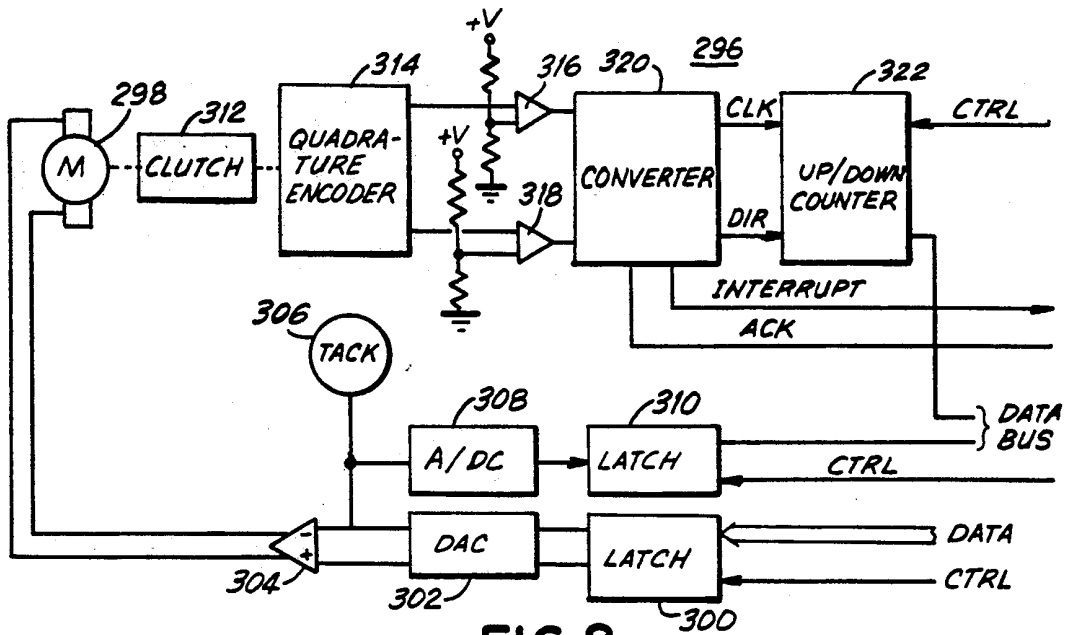 +V
296
314
316
320
322
298
312
+V
CLK
CTRL
M
CLUTCH
QUADRA-
TURE
ENCODER
CONVERTER
UP/DOWN
COUNTER
318
DIR
INTERRUPT
ACK
306
TACK
308
310
DATA
BUS
A/DC
LATCH
CTRL
-
+
DAC
LATCH
DATA
CTRL
304
302
300